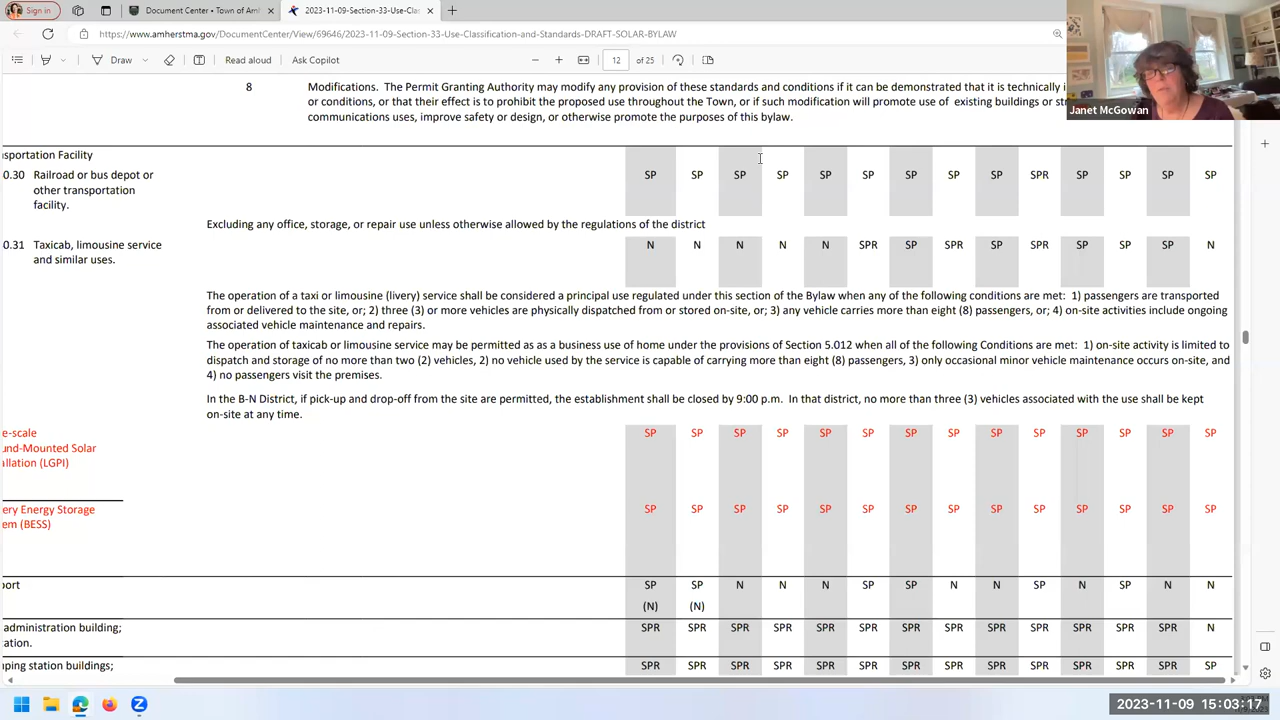 Sign in
Document Center • Town of Amh
2023-11-09-Section-33-Use-Clas
https://www.amherstma.gov/DocumentCenter/View/69646/2023-11-09-Section-33-Use-Classification-and-Standards-DRAFT-SOLAR-BYLAW
Draw
Read aloud
Ask Copilot
12 of 25
Janet McGowan
8 Modifications. The Permit Granting Authority may modify any provision of these standards and conditions if it can be demonstrated that it is technically i
or conditions, or that their effect is to prohibit the proposed use throughout the Town, or if such modification will promote use of existing buildings or str
communications uses, improve safety or design, or otherwise promote the purposes of this bylaw.
nsportation Facility
0.30 Railroad or bus depot or SP SP SP SP SP SP SP SP SP SPR SP SP SP SP
other transportation
facility.
Excluding any office, storage, or repair use unless otherwise allowed by the regulations of the district
0.31 Taxicab, limousine service N N N N N SPR SP SPR SP SPR SP SP SP N
and similar uses.
The operation of a taxi or limousine (livery) service shall be considered a principal use regulated under this section of the Bylaw when any of the following conditions are met: 1) passengers are transported
from or delivered to the site, or; 2) three (3) or more vehicles are physically dispatched from or stored on-site, or; 3) any vehicle carries more than eight (8) passengers, or; 4) on-site activities include ongoing
associated vehicle maintenance and repairs.
The operation of taxicab or limousine service may be permitted as as a business use of home under the provisions of Section 5.012 when all of the following Conditions are met: 1) on-site activity is limited to
dispatch and storage of no more than two (2) vehicles, 2) no vehicle used by the service is capable of carrying more than eight (8) passengers, 3) only occasional minor vehicle maintenance occurs on-site, and
4) no passengers visit the premises.
In the B-N District, if pick-up and drop-off from the site are permitted, the establishment shall be closed by 9:00 p.m. In that district, no more than three (3) vehicles associated with the use shall be kept
on-site at any time.
e-scale SP SP SP SP SP SP SP SP SP SP SP SP SP SP
und-Mounted Solar
allation (LGPI)
ery Energy Storage SP SP SP SP SP SP SP SP SP SP SP SP SP SP
em (BESS)
port SP SP N N N SP SP N N SP N SP N N
(N) (N)
administration building; SPR SPR SPR SPR SPR SPR SPR SPR SPR SPR SPR SPR SPR N
ation.
nping station buildings; SPR SPR SPR SPR SPR SPR SPR SPR SPR SPR SPR SPR SPR SP
2023-11-09 15:03:17